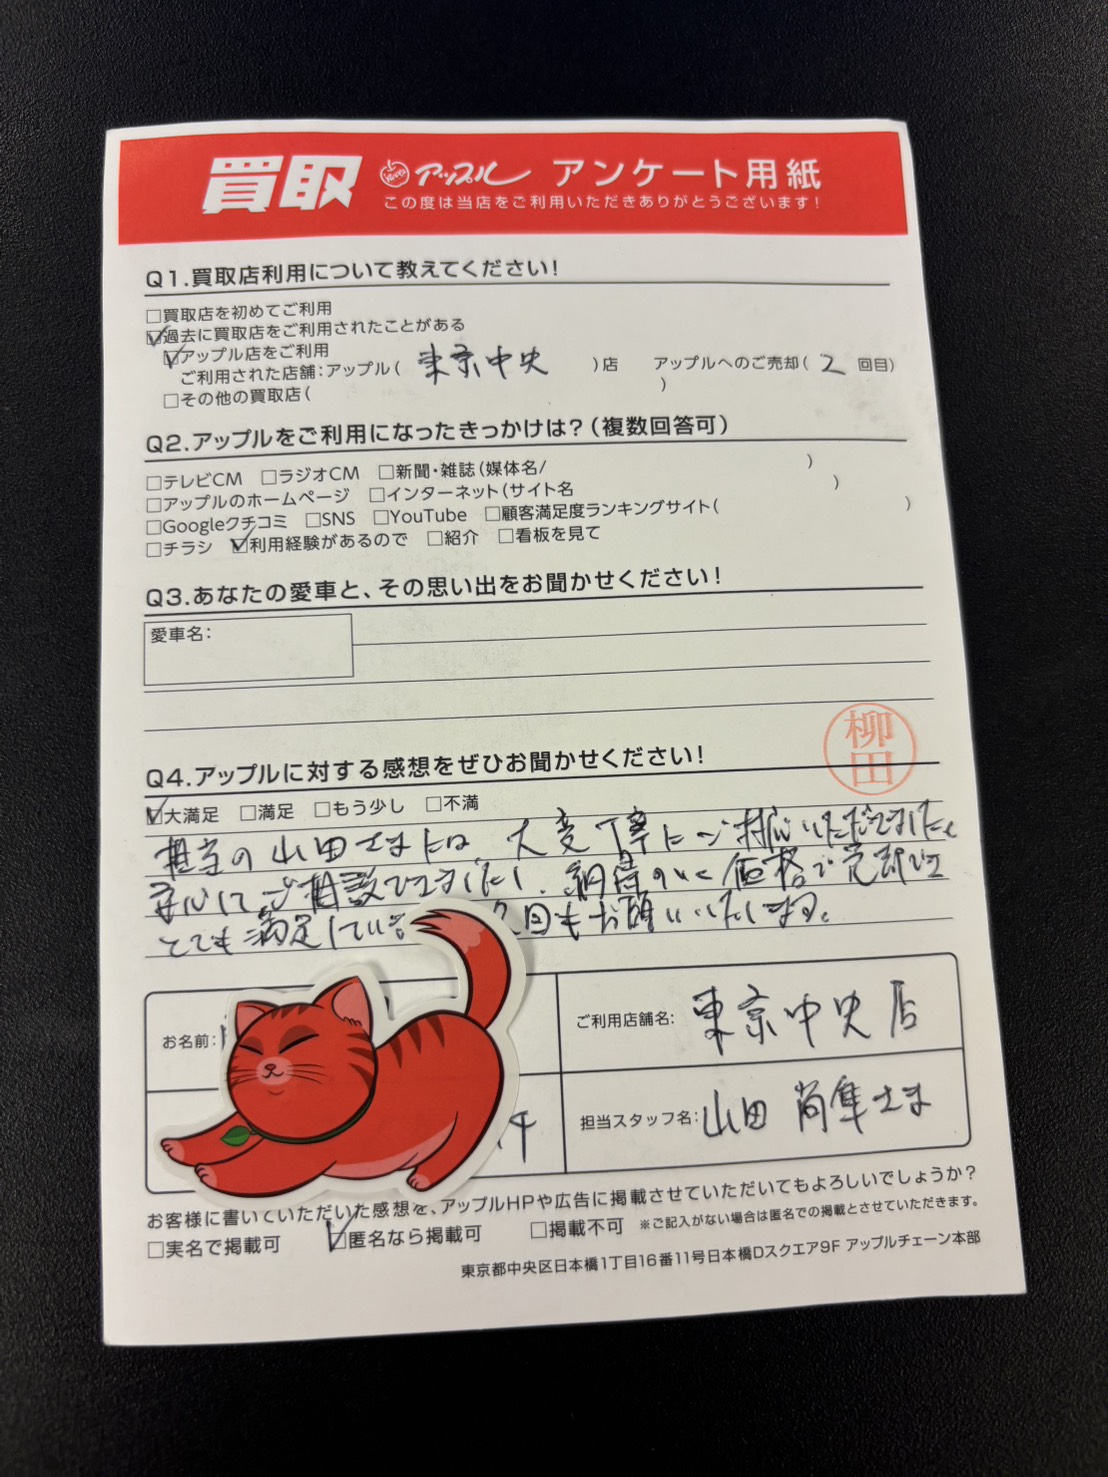 買取 アップル アンケート用紙
この度は当店をご利用いただきありがとうございます!
Q1.買取店利用について教えてください!
□買取店を初めてご利用
☑過去に買取店をご利用されたことがある
☑アップル店をご利用
ご利用された店舗:アップル( 東京中央 )店 アップルへのご売却( 2 回目)
□その他の買取店( )
Q2.アップルをご利用になったきっかけは?(複数回答可)
□テレビCM □ラジオCM □新聞・雑誌(媒体名/ )
□アップルのホームページ □インターネット(サイト名 )
□Googleクチコミ □SNS □YouTube □顧客満足度ランキングサイト( )
□チラシ ☑利用経験があるので □紹介 □看板を見て
Q3.あなたの愛車と、その思い出をお聞かせください!
愛車名:
柳田
Q4.アップルに対する感想をぜひお聞かせください!
☑大満足 □満足 □もう少し □不満
担当の山田さまには、大変丁寧にご対応いただきました。
安心してご相談できましたし、納得のいく価格で売却でき
とても満足してい 次回もお願いいたします。
お名前:
ご利用店舗名: 東京中央店
担当スタッフ名: 山田 尚隼さま
お客様に書いていただいた感想を、アップルHPや広告に掲載させていただいてもよろしいでしょうか?
□実名で掲載可 ☑匿名なら掲載可 □掲載不可 ※ご記入がない場合は匿名での掲載とさせていただきます。
東京都中央区日本橋1丁目16番11号日本橋Dスクエア9F アップルチェーン本部